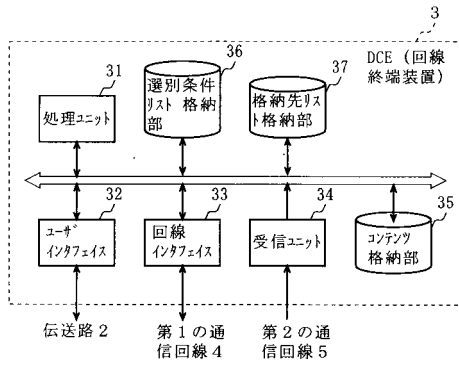 3
DCE(回線
終端装置)
31
処理ユニット
36
選別条件
リスト 格納
部
37
格納先リス
ト格納部
32
ユーザ
インタフェイス
33
回線
インタフェイス
34
受信ユニット
35
コンテンツ
格納部
伝送路2
第1の通
信回線4
第2の通
信回線5